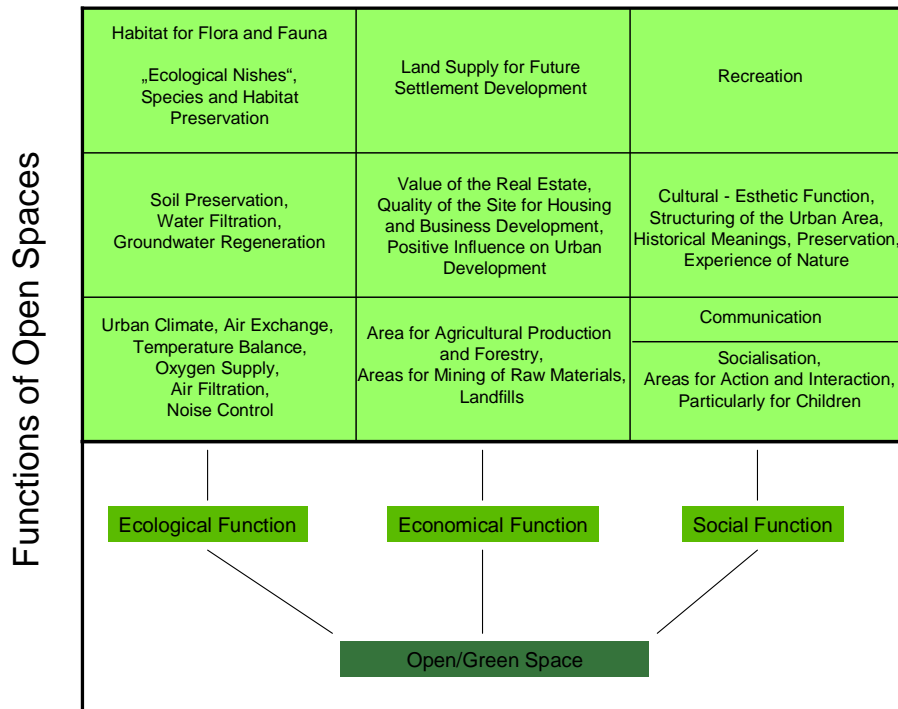 Functions of Open Spaces
Habitat for Flora and Fauna
„Ecological Nishes“,
Species and Habitat
Preservation
Land Supply for Future
Settlement Development
Recreation
Soil Preservation,
Water Filtration,
Groundwater Regeneration
Value of the Real Estate,
Quality of the Site for Housing
and Business Development,
Positive Influence on Urban
Development
Cultural - Esthetic Function,
Structuring of the Urban Area,
Historical Meanings, Preservation,
Experience of Nature
Urban Climate, Air Exchange,
Temperature Balance,
Oxygen Supply,
Air Filtration,
Noise Control
Area for Agricultural Production
and Forestry,
Areas for Mining of Raw Materials,
Landfills
Communication
Socialisation,
Areas for Action and Interaction,
Particularly for Children
Ecological Function
Economical Function
Social Function
Open/Green Space